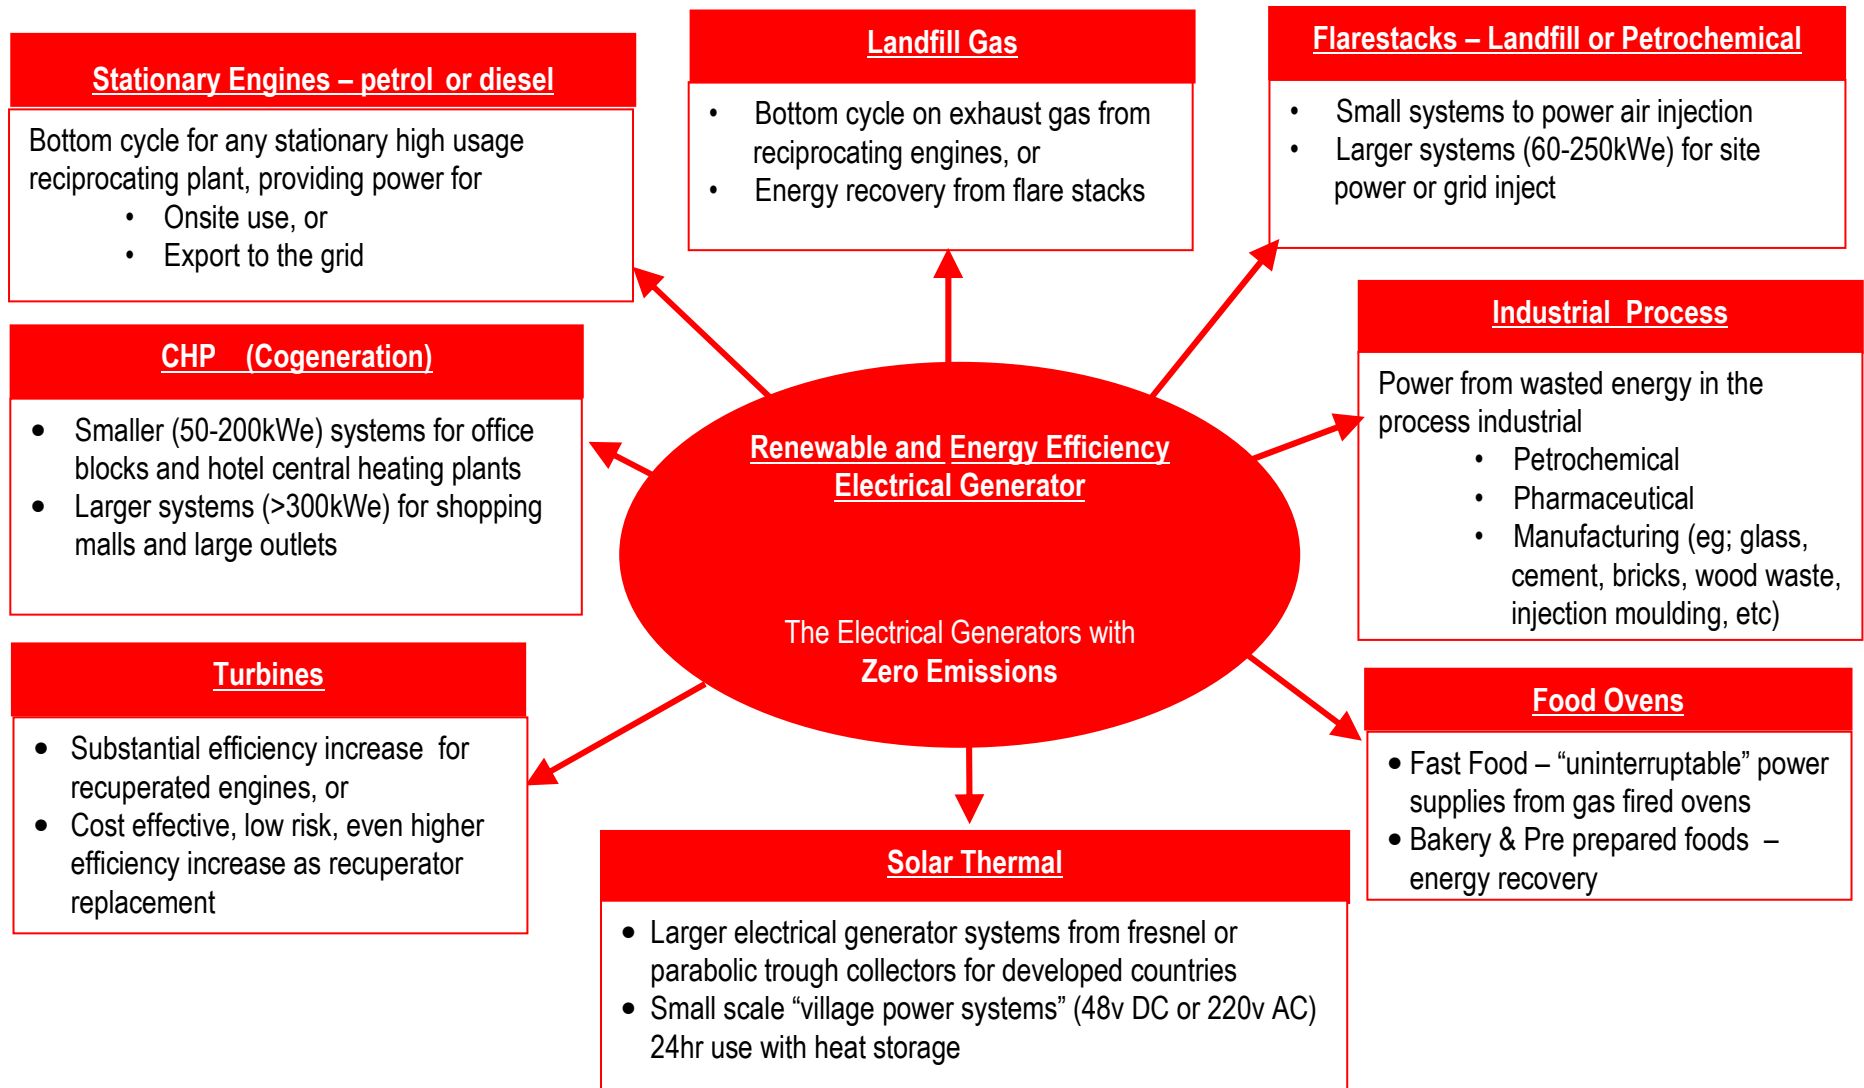 Stationary Engines – petrol or diesel
Bottom cycle for any stationary high usage
reciprocating plant, providing power for
• Onsite use, or
• Export to the grid
Landfill Gas
• Bottom cycle on exhaust gas from
reciprocating engines, or
• Energy recovery from flare stacks
Flarestacks – Landfill or Petrochemical
• Small systems to power air injection
• Larger systems (60-250kWe) for site
power or grid inject
CHP (Cogeneration)
• Smaller (50-200kWe) systems for office
blocks and hotel central heating plants
• Larger systems (>300kWe) for shopping
malls and large outlets
Renewable and Energy Efficiency
Electrical Generator
The Electrical Generators with
Zero Emissions
Industrial Process
Power from wasted energy in the
process industrial
• Petrochemical
• Pharmaceutical
• Manufacturing (eg; glass,
cement, bricks, wood waste,
injection moulding, etc)
Turbines
• Substantial efficiency increase for
recuperated engines, or
• Cost effective, low risk, even higher
efficiency increase as recuperator
replacement
Solar Thermal
• Larger electrical generator systems from fresnel or
parabolic trough collectors for developed countries
• Small scale “village power systems” (48v DC or 220v AC)
24hr use with heat storage
Food Ovens
• Fast Food – “uninterruptable” power
supplies from gas fired ovens
• Bakery & Pre prepared foods –
energy recovery